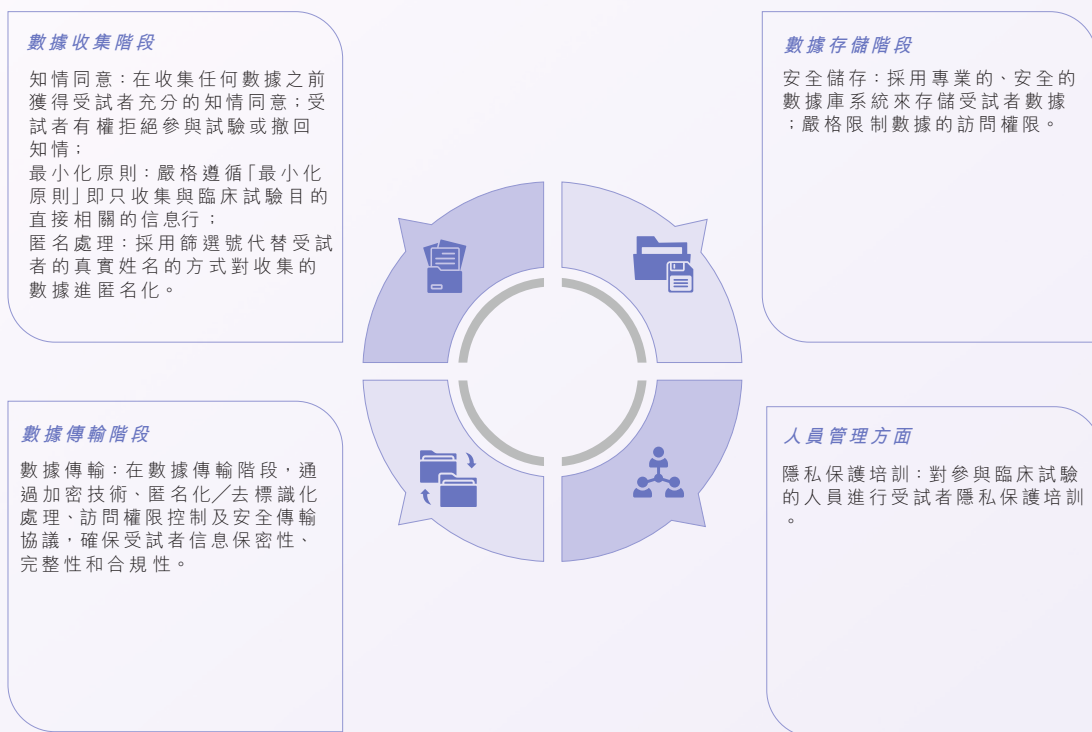 數據收集階段
知情同意：在收集任何數據之前
獲得受試者充分的知情同意；受
試者有權拒絕參與試驗或撤回
知情；
最小化原則：嚴格遵循「最小化
原則」即只收集與臨床試驗目的
直接相關的信息行；
匿名處理：採用篩選號代替受試
者的真實姓名的方式對收集的
數據進匿名化。
數據存儲階段
安全儲存：採用專業的、安全的
數據庫系統來存儲受試者數據
；嚴格限制數據的訪問權限。
數據傳輸階段
數據傳輸：在數據傳輸階段，通
過加密技術、匿名化／去標識化
處理、訪問權限控制及安全傳輸
協議，確保受試者信息保密性、
完整性和合規性。
人員管理方面
隱私保護培訓：對參與臨床試驗
的人員進行受試者隱私保護培訓
。